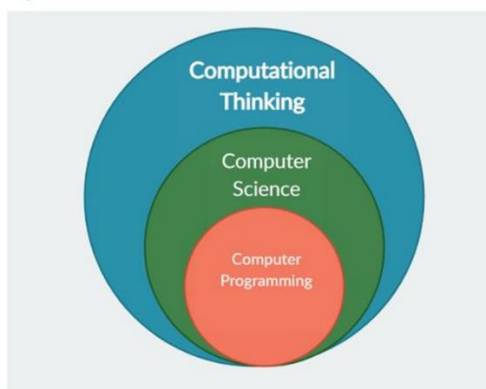 Computational
Thinking
Computer
Science
Computer
Programming